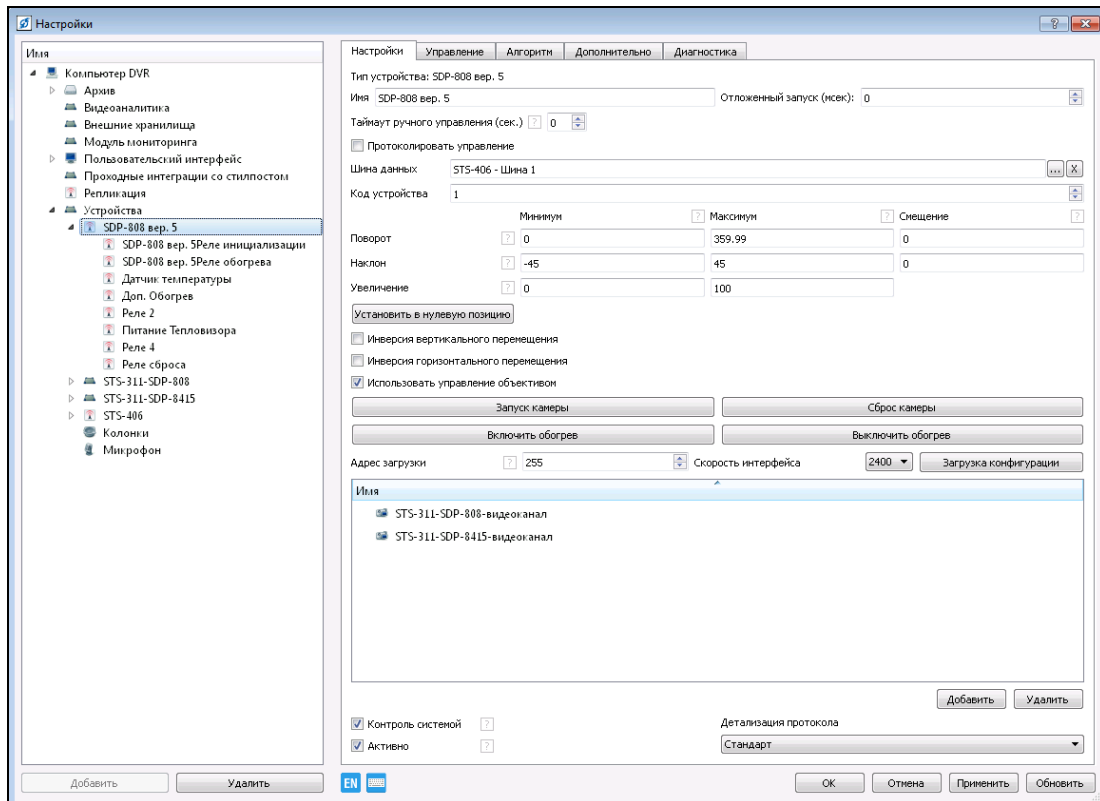 Настройки
Имя
Компьютер DVR
Архив
Видеоаналитика
Внешние хранилища
Модуль мониторинга
Пользовательский интерфейс
Проходные интеграции со стилпостом
Репликация
Устройства
SDP-808 вер. 5
SDP-808 вер. 5Реле инициализации
SDP-808 вер. 5Реле обогрева
Датчик температуры
Доп. Обогрев
Реле 2
Питание Тепловизора
Реле 4
Реле сброса
STS-311-SDP-808
STS-311-SDP-8415
STS-406
Колонки
Микрофон
Добавить Удалить
Настройки Управление Алгоритм Дополнительно Диагностика
Тип устройства: SDP-808 вер. 5
Имя SDP-808 вер. 5 Отложенный запуск (мсек): 0
Таймаут ручного управления (сек.) ? 0
Протоколировать управление
Шина данных STS-406 - Шина 1 ... X
Код устройства 1
Минимум ? Максимум ? Смещение ?
Поворот ? 0 359.99 0
Наклон ? -45 45 0
Увеличение ? 0 100
Установить в нулевую позицию
Инверсия вертикального перемещения
Инверсия горизонтального перемещения
Использовать управление объективом
Запуск камеры Сброс камеры
Включить обогрев Выключить обогрев
Адрес загрузки ? 255 Скорость интерфейса 2400 Загрузка конфигурации
Имя
STS-311-SDP-808-видеоканал
STS-311-SDP-8415-видеоканал
Добавить Удалить
Контроль системой ? Детализация протокола
Активно ? Стандарт
EN OK Отмена Применить Обновить